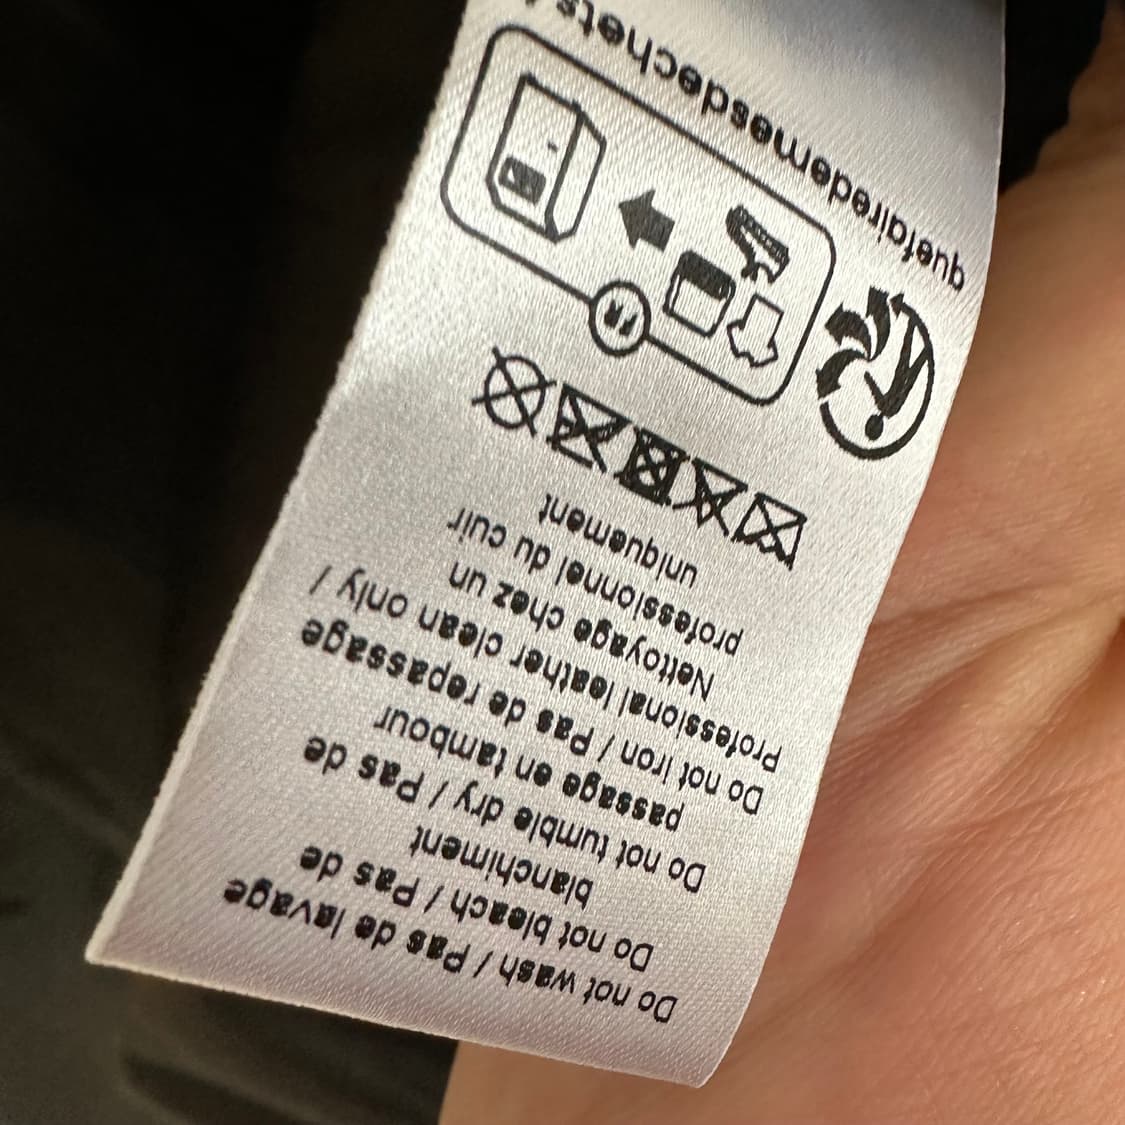 Do not wash / Pas de lavage
Do not bleach / Pas de
blanchiment
Do not tumble dry / Pas de
passage en tambour
Do not iron / Pas de repassage
Professional leather clean only /
Nettoyage chez un
professionnel du cuir
uniquement
FR
quefairedemesdechets